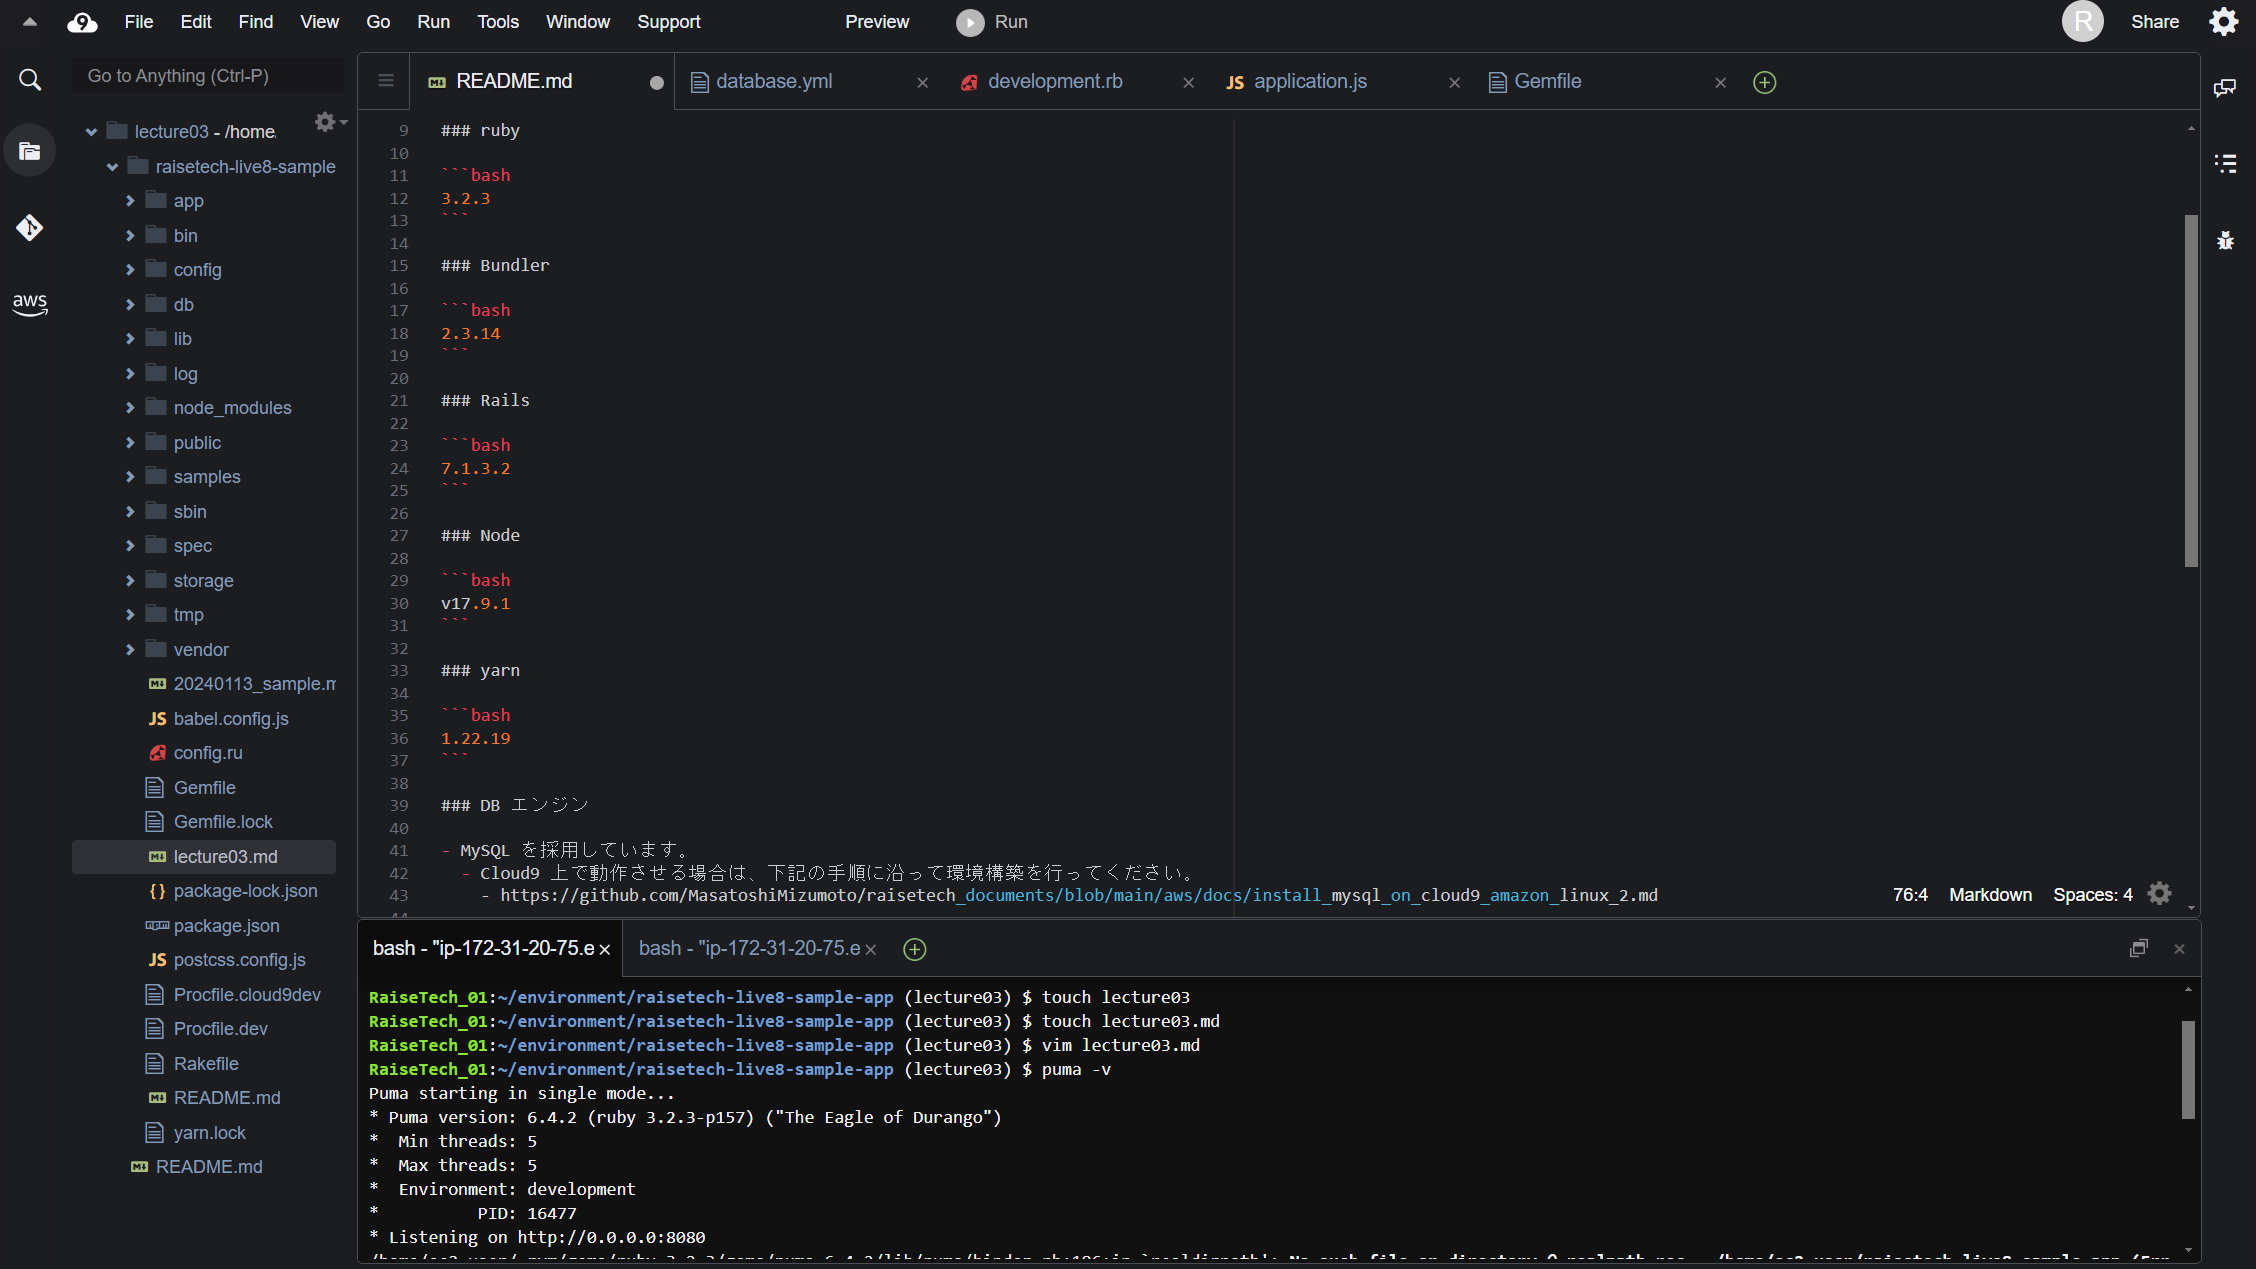 File Edit Find View Go Run Tools Window Support Preview Run R Share
Go to Anything (Ctrl-P)
aws
lecture03 - /home
raisetech-live8-sample
app
bin
config
db
lib
log
node_modules
public
samples
sbin
spec
storage
tmp
vendor
20240113_sample.m
JS babel.config.js
config.ru
Gemfile
Gemfile.lock
lecture03.md
{} package-lock.json
package.json
JS postcss.config.js
Procfile.cloud9dev
Procfile.dev
Rakefile
README.md
yarn.lock
README.md
README.md database.yml development.rb JS application.js Gemfile
9 ### ruby
10
11 ```bash
12 3.2.3
13 ```
14
15 ### Bundler
16
17 ```bash
18 2.3.14
19 ```
20
21 ### Rails
22
23 ```bash
24 7.1.3.2
25 ```
26
27 ### Node
28
29 ```bash
30 v17.9.1
31 ```
32
33 ### yarn
34
35 ```bash
36 1.22.19
37 ```
38
39 ### DB エンジン
40
41 - MySQL を採用しています。
42 - Cloud9 上で動作させる場合は、下記の手順に沿って環境構築を行ってください。
43 - https://github.com/MasatoshiMizumoto/raisetech_documents/blob/main/aws/docs/install_mysql_on_cloud9_amazon_linux_2.md
44
76:4 Markdown Spaces: 4
bash - "ip-172-31-20-75.e bash - "ip-172-31-20-75.e
RaiseTech_01:~/environment/raisetech-live8-sample-app (lecture03) $ touch lecture03
RaiseTech_01:~/environment/raisetech-live8-sample-app (lecture03) $ touch lecture03.md
RaiseTech_01:~/environment/raisetech-live8-sample-app (lecture03) $ vim lecture03.md
RaiseTech_01:~/environment/raisetech-live8-sample-app (lecture03) $ puma -v
Puma starting in single mode...
* Puma version: 6.4.2 (ruby 3.2.3-p157) ("The Eagle of Durango")
* Min threads: 5
* Max threads: 5
* Environment: development
* PID: 16477
* Listening on http://0.0.0.0:8080